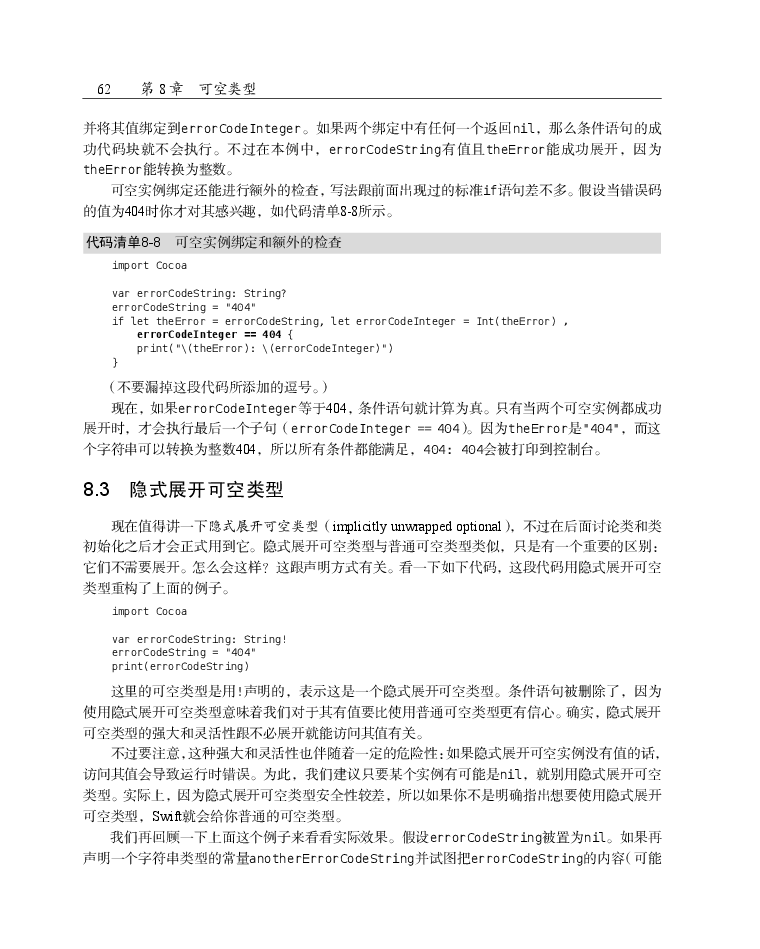 62 第 8 章 可空类型
并将其值绑定到errorCodeInteger。如果两个绑定中有任何一个返回nil，那么条件语句的成
功代码块就不会执行。不过在本例中，errorCodeString有值且theError能成功展开，因为
theError能转换为整数。
可空实例绑定还能进行额外的检查，写法跟前面出现过的标准if语句差不多。假设当错误码
的值为404时你才对其感兴趣，如代码清单8-8所示。
代码清单8-8 可空实例绑定和额外的检查
import Cocoa
var errorCodeString: String?
errorCodeString = "404"
if let theError = errorCodeString, let errorCodeInteger = Int(theError) ,
errorCodeInteger == 404 {
print("\(theError): \(errorCodeInteger)")
}
（不要漏掉这段代码所添加的逗号。）
现在，如果errorCodeInteger等于404，条件语句就计算为真。只有当两个可空实例都成功
展开时，才会执行最后一个子句（errorCodeInteger == 404）。因为theError是"404"，而这
个字符串可以转换为整数404，所以所有条件都能满足，404: 404会被打印到控制台。
8.3 隐式展开可空类型
现在值得讲一下隐式展开可空类型（implicitly unwrapped optional），不过在后面讨论类和类
初始化之后才会正式用到它。隐式展开可空类型与普通可空类型类似，只是有一个重要的区别：
它们不需要展开。怎么会这样？这跟声明方式有关。看一下如下代码，这段代码用隐式展开可空
类型重构了上面的例子。
import Cocoa
var errorCodeString: String!
errorCodeString = "404"
print(errorCodeString)
这里的可空类型是用!声明的，表示这是一个隐式展开可空类型。条件语句被删除了，因为
使用隐式展开可空类型意味着我们对于其有值要比使用普通可空类型更有信心。确实，隐式展开
可空类型的强大和灵活性跟不必展开就能访问其值有关。
不过要注意，这种强大和灵活性也伴随着一定的危险性：如果隐式展开可空实例没有值的话，
访问其值会导致运行时错误。为此，我们建议只要某个实例有可能是nil，就别用隐式展开可空
类型。实际上，因为隐式展开可空类型安全性较差，所以如果你不是明确指出想要使用隐式展开
可空类型，Swift就会给你普通的可空类型。
我们再回顾一下上面这个例子来看看实际效果。假设errorCodeString被置为nil。如果再
声明一个字符串类型的常量anotherErrorCodeString并试图把errorCodeString的内容（可能